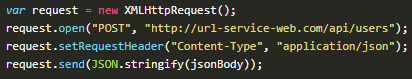 var request = new XMLHttpRequest();
request.open("POST", "http://url-service-web.com/api/users");
request.setRequestHeader("Content-Type", "application/json");
request.send(JSON.stringify(jsonBody));